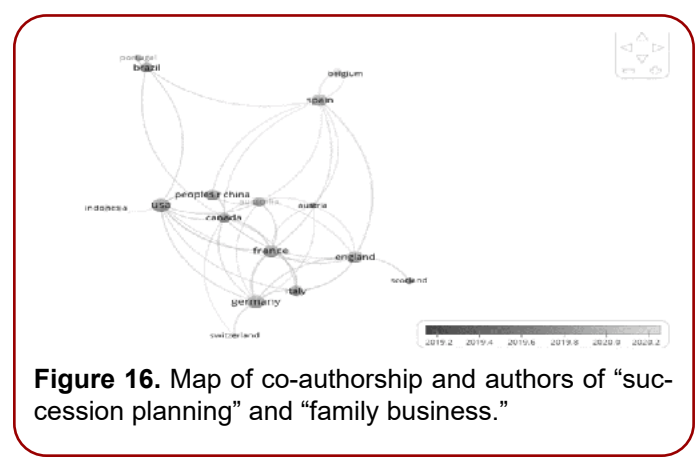 portugal
brazil
belgium
spain
peoples r china
australia
indonesia
usa
austria
canada
france
england
scotland
italy
germany
switzerland
2019.2 2019.4 2019.6 2019.8 2020.0 2020.2
Figure 16. Map of co-authorship and authors of “suc-
cession planning” and “family business.”